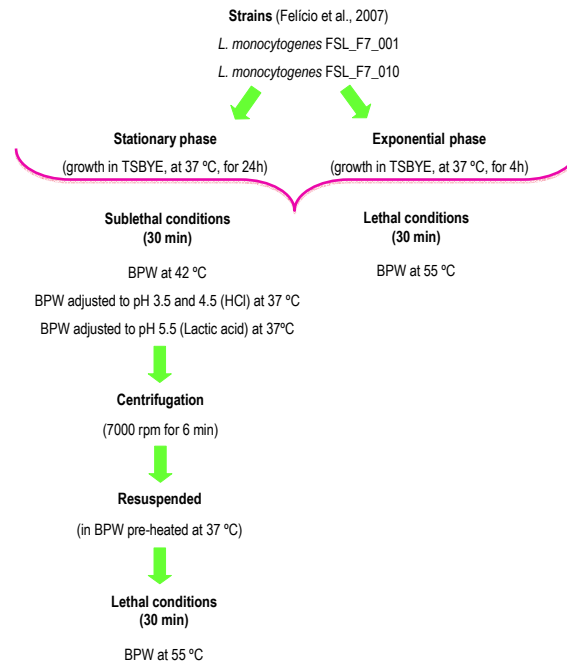 Strains (Felício et al., 2007)
L. monocytogenes FSL_F7_001
L. monocytogenes FSL_F7_010
Stationary phase
(growth in TSBYE, at 37 ºC, for 24h)
Exponential phase
(growth in TSBYE, at 37 ºC, for 4h)
Sublethal conditions
(30 min)
BPW at 42 ºC
BPW adjusted to pH 3.5 and 4.5 (HCl) at 37 ºC
BPW adjusted to pH 5.5 (Lactic acid) at 37ºC
Lethal conditions
(30 min)
BPW at 55 ºC
Centrifugation
(7000 rpm for 6 min)
Resuspended
(in BPW pre-heated at 37 ºC)
Lethal conditions
(30 min)
BPW at 55 ºC